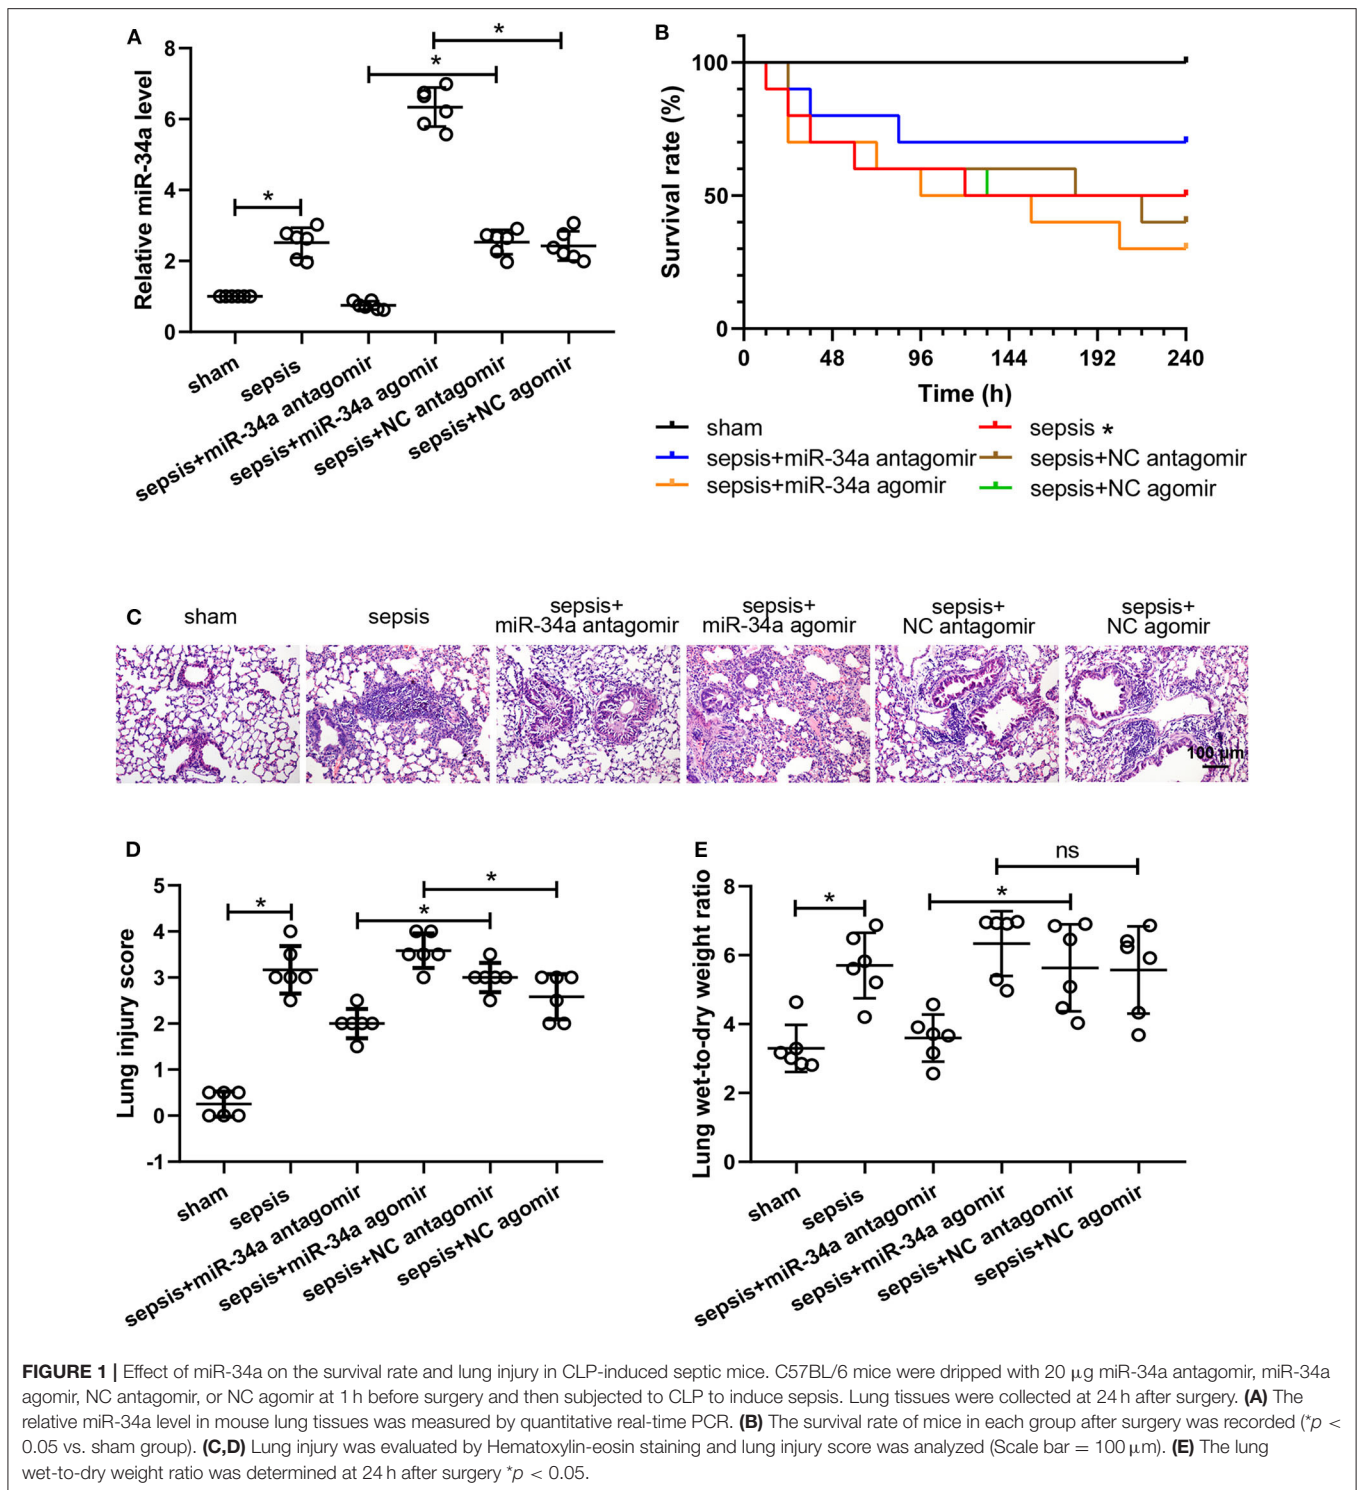 A
Relative miR-34a level
8
6
4
2
0
*
*
*
sham
sepsis
sepsis+miR-34a antagomir
sepsis+miR-34a agomir
sepsis+NC antagomir
sepsis+NC agomir
B
Survival rate (%)
100
50
0
0 48 96 144 192 240
Time (h)
sham
sepsis *
sepsis+miR-34a antagomir
sepsis+NC antagomir
sepsis+miR-34a agomir
sepsis+NC agomir
C
sham
sepsis
sepsis+
miR-34a antagomir
sepsis+
miR-34a agomir
sepsis+
NC antagomir
sepsis+
NC agomir
100 μm
D
Lung injury score
5
4
3
2
1
0
-1
*
*
*
sham
sepsis
sepsis+miR-34a antagomir
sepsis+miR-34a agomir
sepsis+NC antagomir
sepsis+NC agomir
E
Lung wet-to-dry weight ratio
8
6
4
2
0
*
*
ns
sham
sepsis
sepsis+miR-34a antagomir
sepsis+miR-34a agomir
sepsis+NC antagomir
sepsis+NC agomir
FIGURE 1 | Effect of miR-34a on the survival rate and lung injury in CLP-induced septic mice. C57BL/6 mice were dripped with 20 μg miR-34a antagomir, miR-34a
agomir, NC antagomir, or NC agomir at 1 h before surgery and then subjected to CLP to induce sepsis. Lung tissues were collected at 24 h after surgery. (A) The
relative miR-34a level in mouse lung tissues was measured by quantitative real-time PCR. (B) The survival rate of mice in each group after surgery was recorded (*p <
0.05 vs. sham group). (C,D) Lung injury was evaluated by Hematoxylin-eosin staining and lung injury score was analyzed (Scale bar = 100 μm). (E) The lung
wet-to-dry weight ratio was determined at 24 h after surgery *p < 0.05.